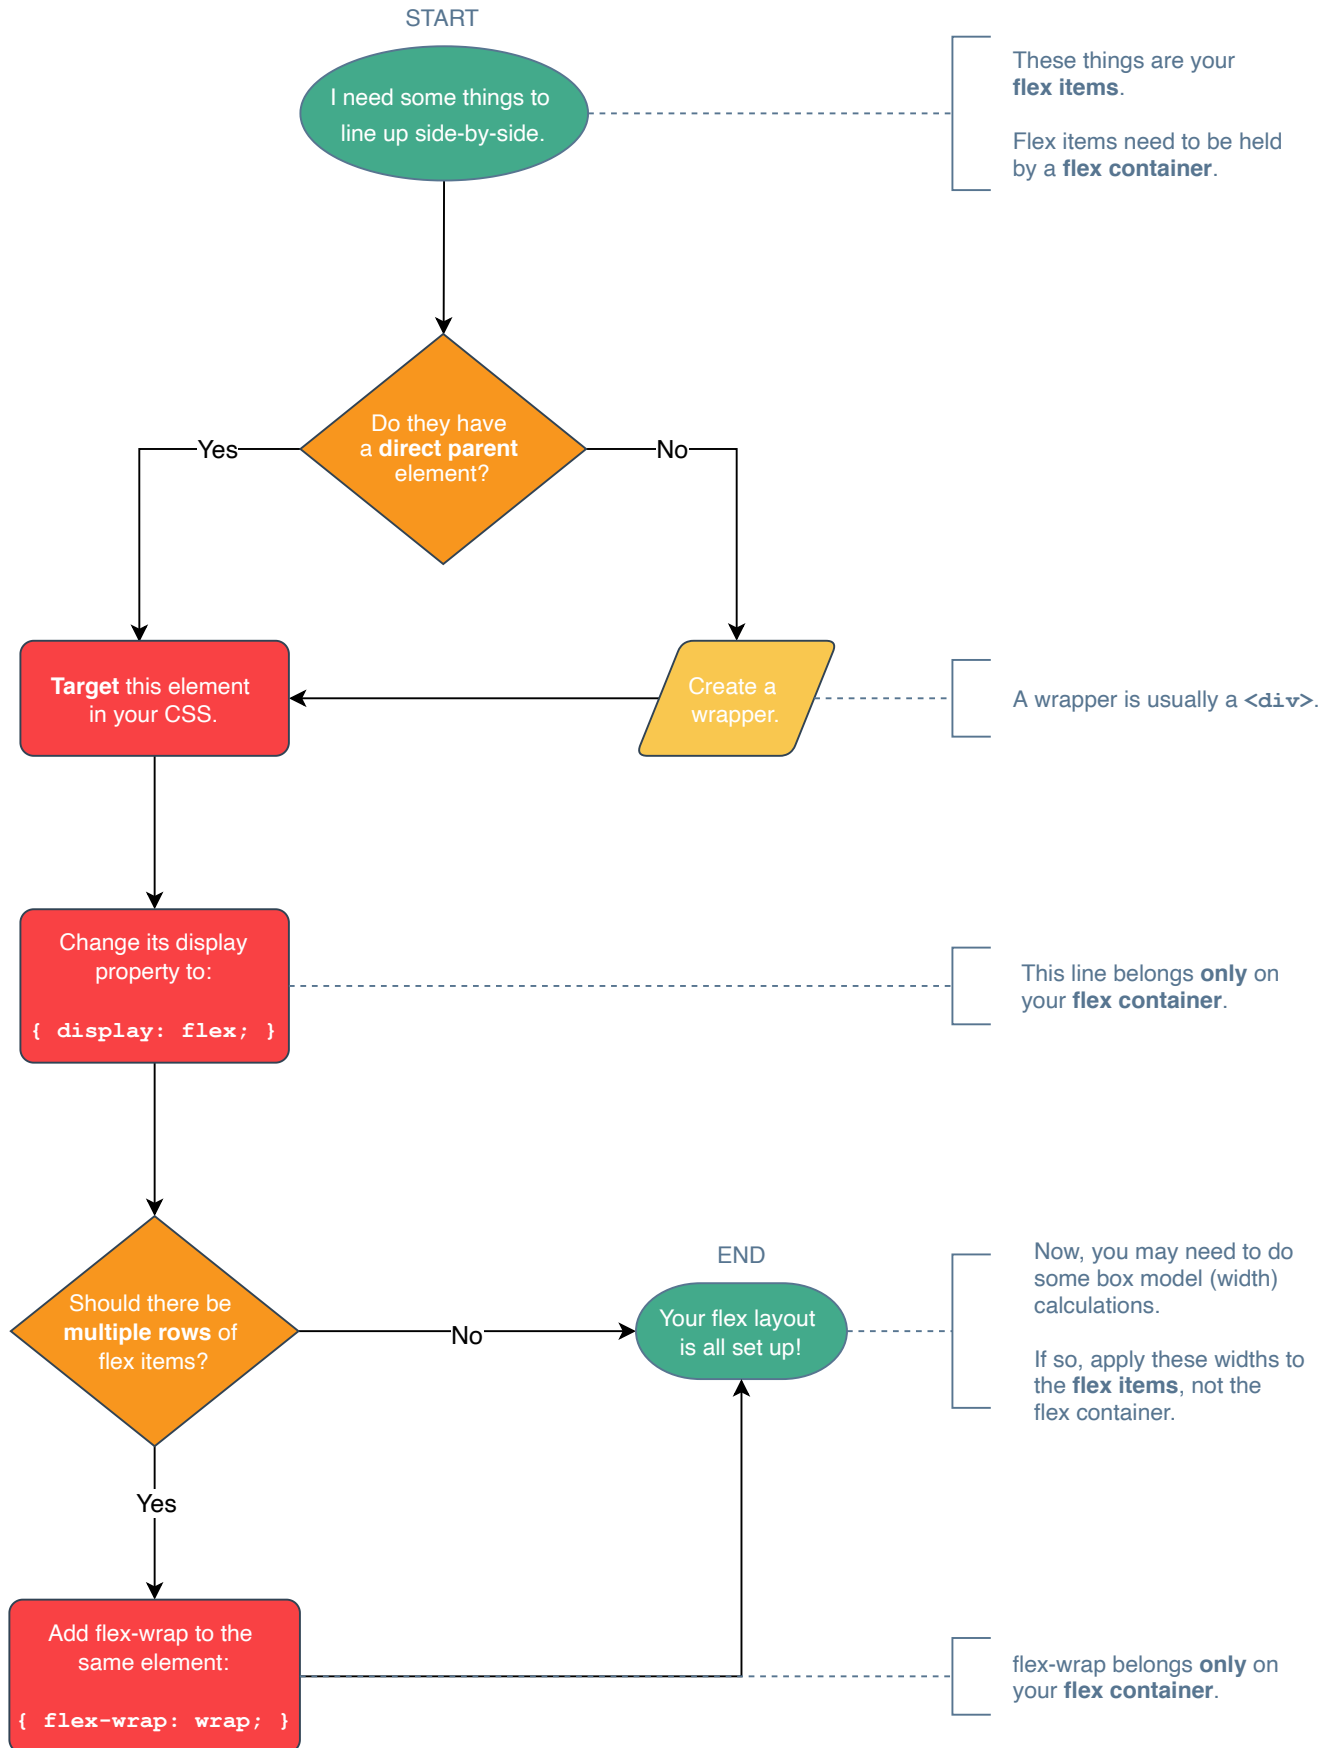 START
I need some things to
line up side-by-side.
These things are your
flex items.
Flex items need to be held
by a flex container.
Do they have
a direct parent
element?
Yes
No
Target this element
in your CSS.
Create a
wrapper.
A wrapper is usually a <div>.
Change its display
property to:
{ display: flex; }
This line belongs only on
your flex container.
Should there be
multiple rows of
flex items?
No
END
Your flex layout
is all set up!
Now, you may need to do
some box model (width)
calculations.
If so, apply these widths to
the flex items, not the
flex container.
Yes
Add flex-wrap to the
same element:
{ flex-wrap: wrap; }
flex-wrap belongs only on
your flex container.